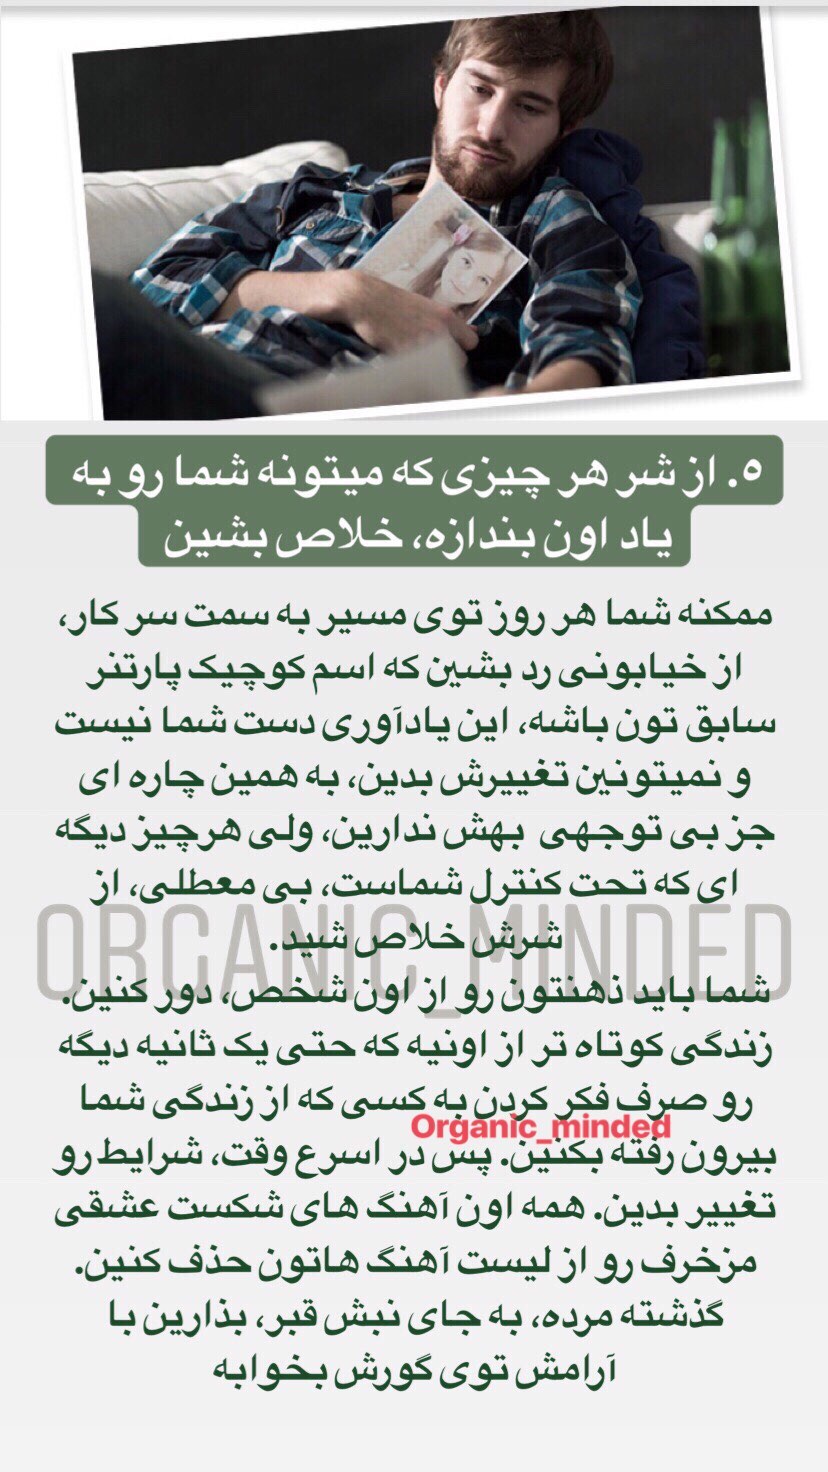 ۵. از شر هر چیزی که میتونه شما رو به
یاد اون بندازه، خلاص بشین
ممکنه شما هر روز توی مسیر به سمت سر کار،
از خیابونی رد بشین که اسم کوچیک پارتنر
سابق تون باشه، این یادآوری دست شما نیست
و نمیتونین تغییرش بدین، به همین چاره ای
جز بی توجهی بهش ندارین، ولی هرچیز دیگه
ای که تحت کنترل شماست، بی معطلی، از
شرش خلاص شید.
ORGANIC_MINDED
شما باید ذهنتون رو از اون شخص، دور کنین.
زندگی کوتاه تر از اونیه که حتی یک ثانیه دیگه
رو صرف فکر کردن به کسی که از زندگی شما
Organic_minded
بیرون رفته بکنین. پس در اسرع وقت، شرایط رو
تغییر بدین. همه اون آهنگ های شکست عشقی
مزخرف رو از لیست آهنگ هاتون حذف کنین.
گذشته مرده، به جای نبش قبر، بذارین با
آرامش توی گورش بخوابه